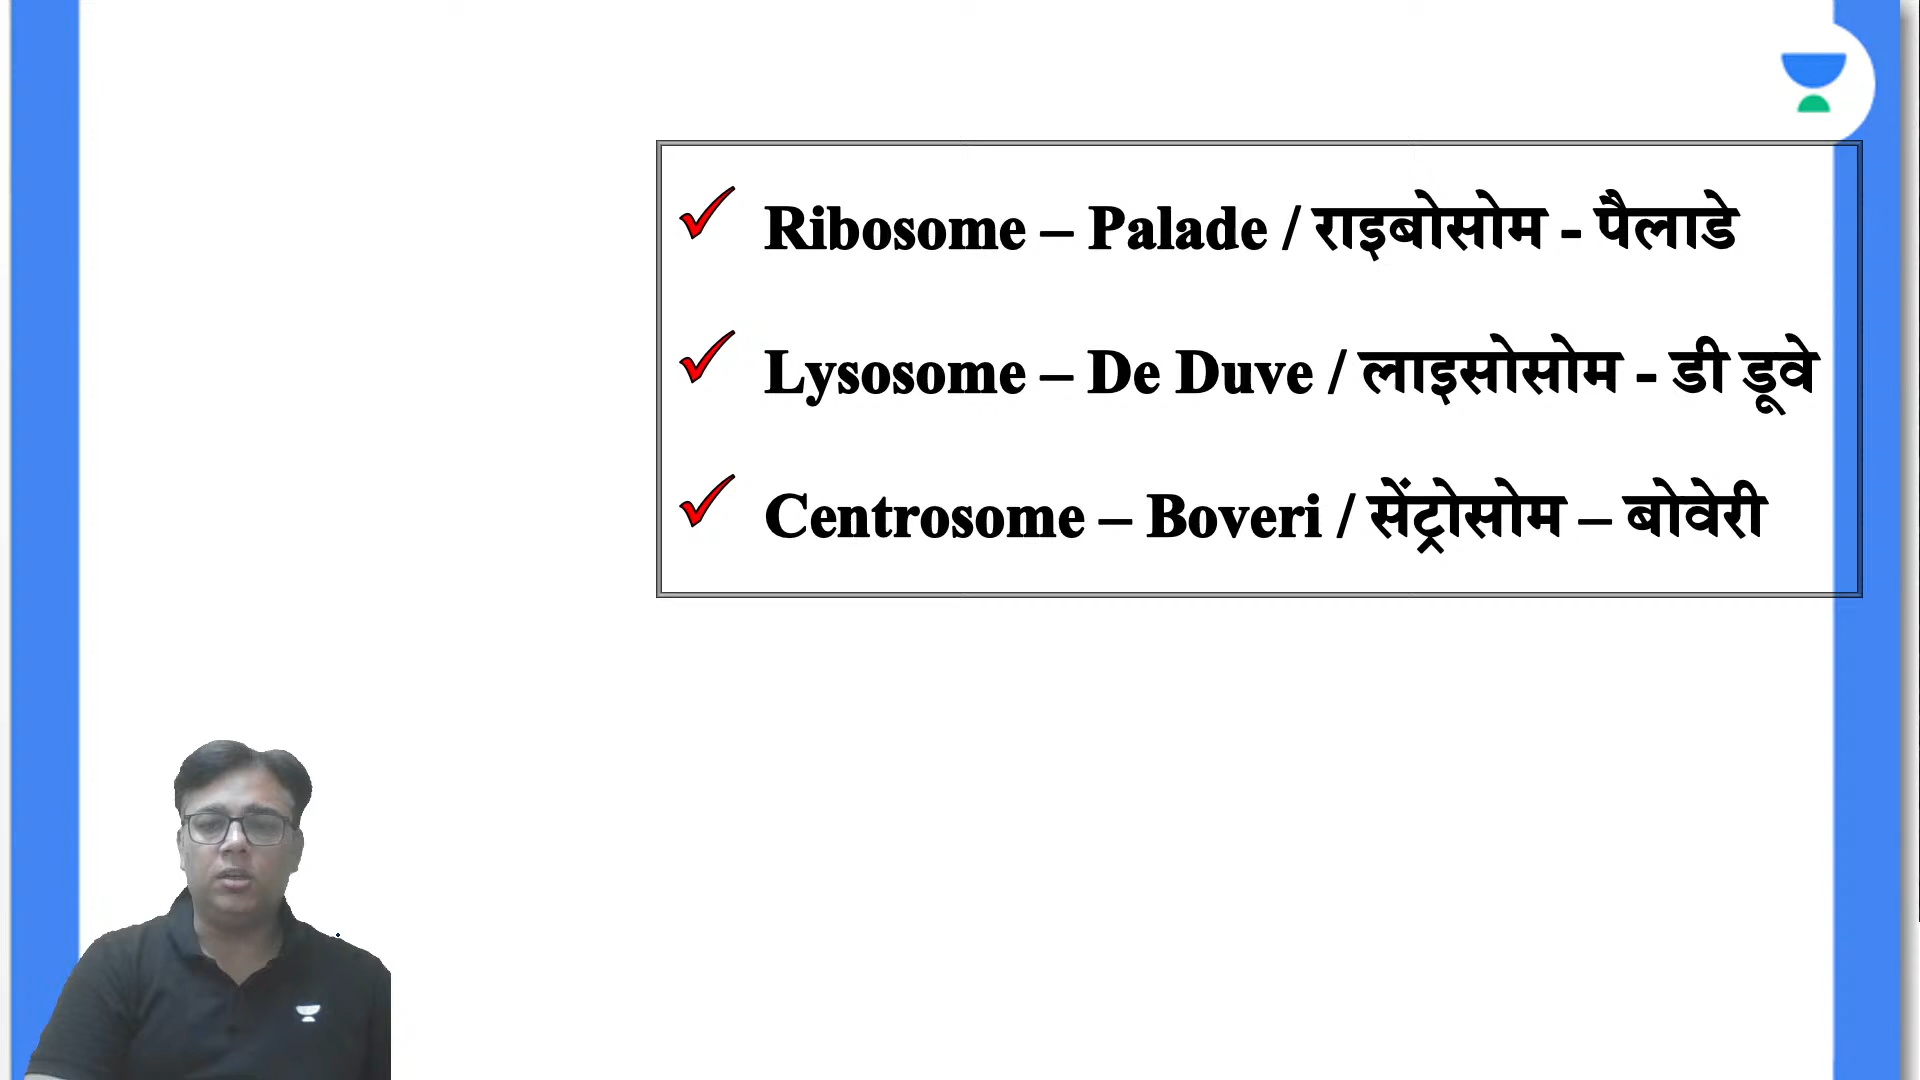 Ribosome – Palade / राइबोसोम - पैलाडे
Lysosome – De Duve / लाइसोसोम - डी डूवे
Centrosome – Boveri / सेंट्रोसोम – बोवेरी